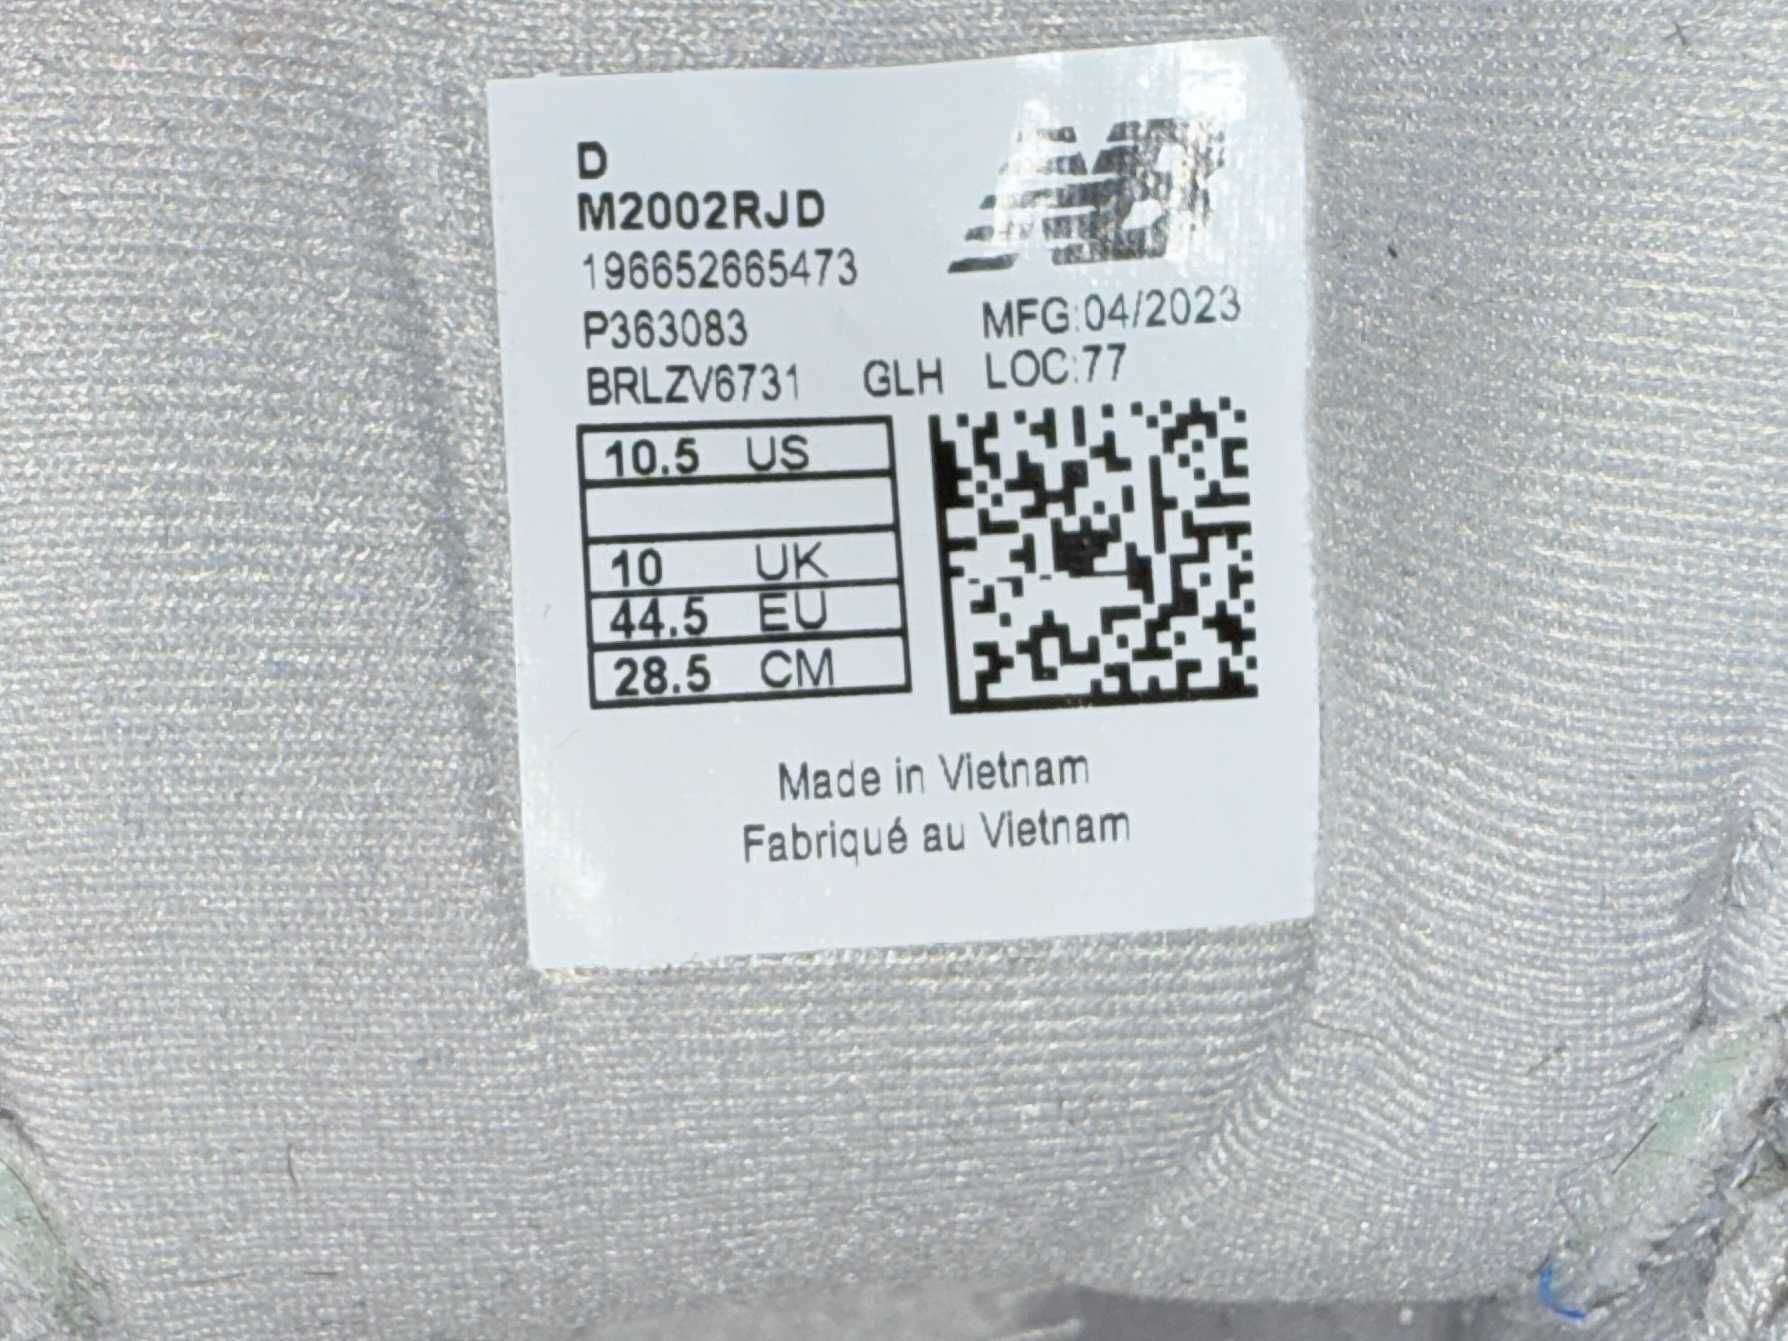 D
M2002RJD
196652665473
P363083
BRLZV6731 GLH
MFG:04/2023
LOC:77
10.5 US
10 UK
44.5 EU
28.5 CM
Made in Vietnam
Fabriqué au Vietnam